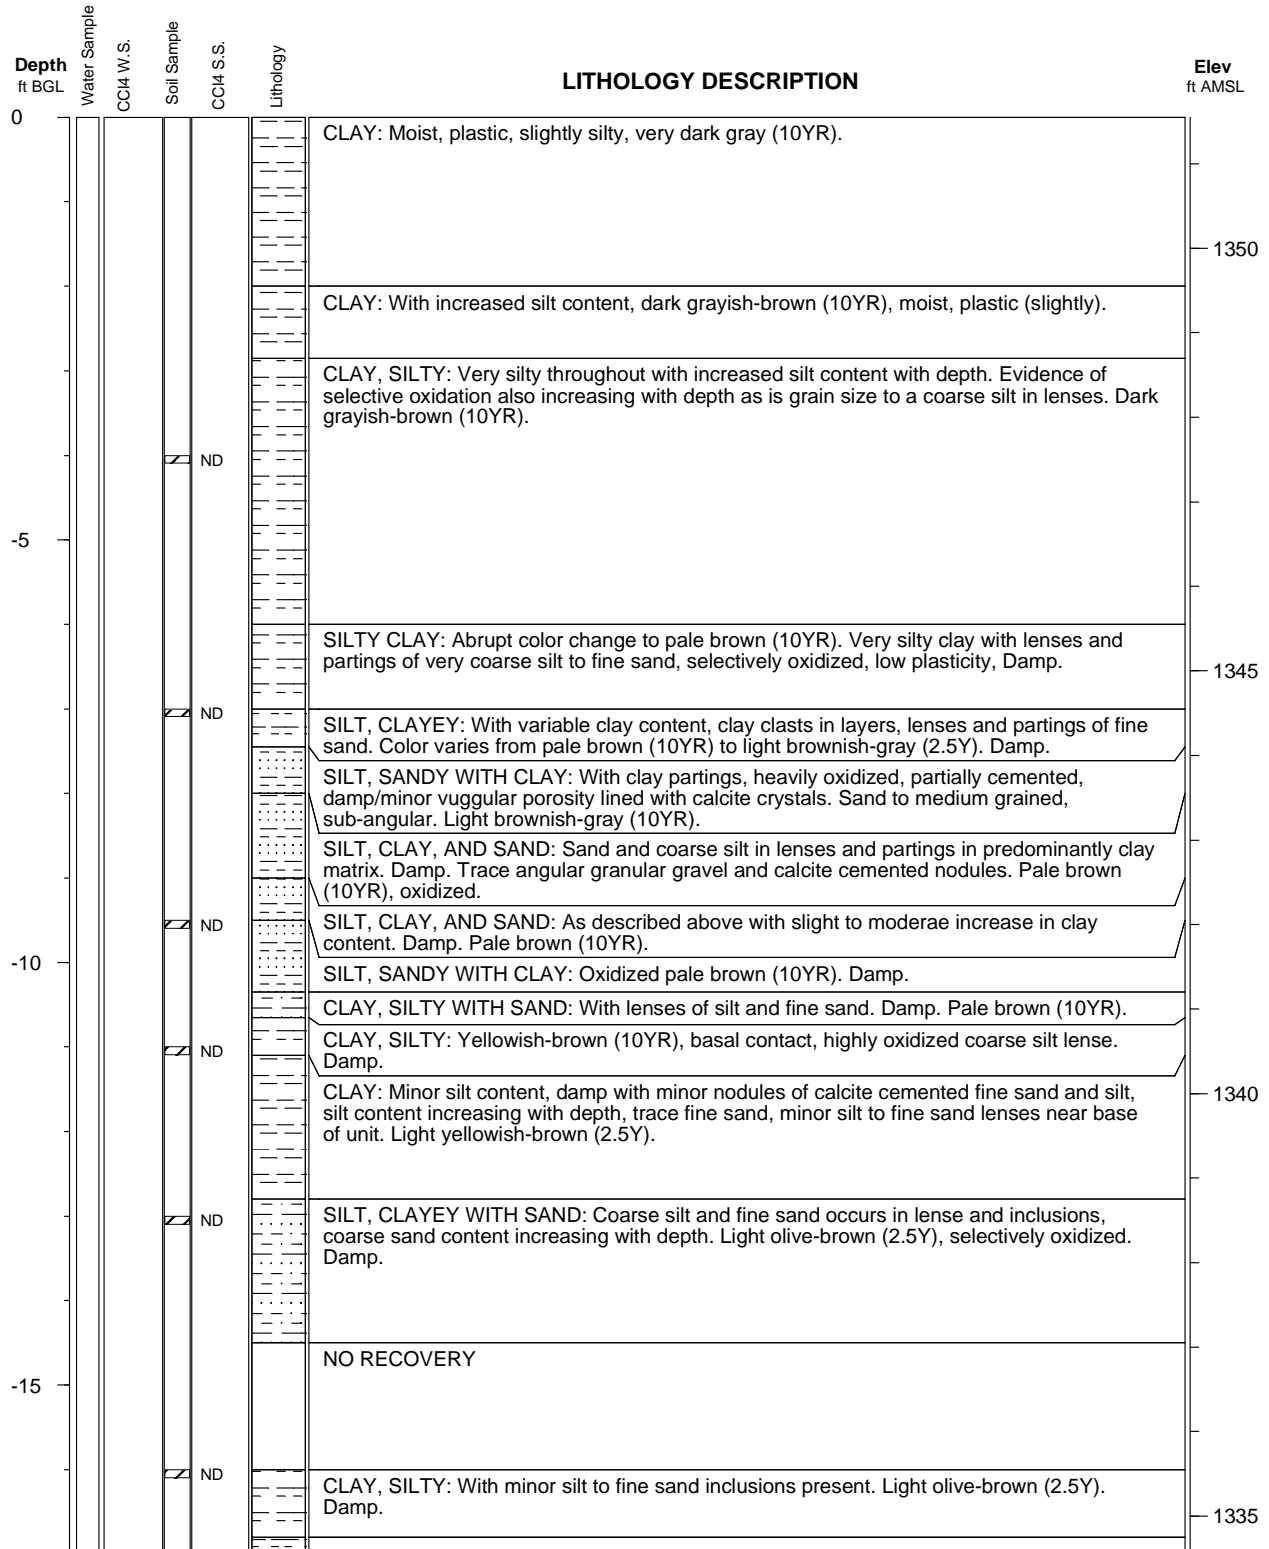 Depth
ft BGL
Water Sample
CCl4 W.S.
Soil Sample
CCl4 S.S.
Lithology
LITHOLOGY DESCRIPTION
Elev
ft AMSL
0
CLAY: Moist, plastic, slightly silty, very dark gray (10YR).
1350
CLAY: With increased silt content, dark grayish-brown (10YR), moist, plastic (slightly).
CLAY, SILTY: Very silty throughout with increased silt content with depth. Evidence of
selective oxidation also increasing with depth as is grain size to a coarse silt in lenses. Dark
grayish-brown (10YR).
ND
-5
SILTY CLAY: Abrupt color change to pale brown (10YR). Very silty clay with lenses and
partings of very coarse silt to fine sand, selectively oxidized, low plasticity, Damp.
1345
ND
SILT, CLAYEY: With variable clay content, clay clasts in layers, lenses and partings of fine
sand. Color varies from pale brown (10YR) to light brownish-gray (2.5Y). Damp.
SILT, SANDY WITH CLAY: With clay partings, heavily oxidized, partially cemented,
damp/minor vuggular porosity lined with calcite crystals. Sand to medium grained,
sub-angular. Light brownish-gray (10YR).
SILT, CLAY, AND SAND: Sand and coarse silt in lenses and partings in predominantly clay
matrix. Damp. Trace angular granular gravel and calcite cemented nodules. Pale brown
(10YR), oxidized.
ND
SILT, CLAY, AND SAND: As described above with slight to moderae increase in clay
content. Damp. Pale brown (10YR).
-10
SILT, SANDY WITH CLAY: Oxidized pale brown (10YR). Damp.
CLAY, SILTY WITH SAND: With lenses of silt and fine sand. Damp. Pale brown (10YR).
ND
CLAY, SILTY: Yellowish-brown (10YR), basal contact, highly oxidized coarse silt lense.
Damp.
CLAY: Minor silt content, damp with minor nodules of calcite cemented fine sand and silt,
silt content increasing with depth, trace fine sand, minor silt to fine sand lenses near base
of unit. Light yellowish-brown (2.5Y).
1340
ND
SILT, CLAYEY WITH SAND: Coarse silt and fine sand occurs in lense and inclusions,
coarse sand content increasing with depth. Light olive-brown (2.5Y), selectively oxidized.
Damp.
NO RECOVERY
-15
ND
CLAY, SILTY: With minor silt to fine sand inclusions present. Light olive-brown (2.5Y).
Damp.
1335